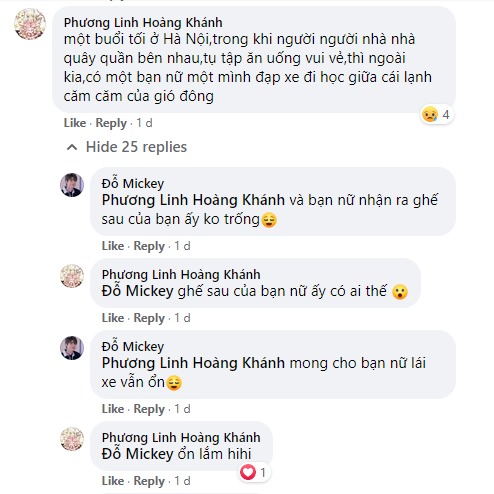 Phương Linh Hoàng Khánh
một buổi tối ở Hà Nội,trong khi người người nhà nhà
quây quần bên nhau,tụ tập ăn uống vui vẻ,thì ngoài
kia,có một bạn nữ một mình đạp xe đi học giữa cái lạnh
căm căm của gió đông
4
Like · Reply · 1 d
Hide 25 replies
Đỗ Mickey
Phương Linh Hoàng Khánh và bạn nữ nhận ra ghế
sau của bạn ấy ko trống😌
Like · Reply · 1 d
Phương Linh Hoàng Khánh
Đỗ Mickey ghế sau của bạn nữ ấy có ai thế 😮
Like · Reply · 1 d
Đỗ Mickey
Phương Linh Hoàng Khánh mong cho bạn nữ lái
xe vẫn ổn😌
Like · Reply · 1 d
Phương Linh Hoàng Khánh
Đỗ Mickey ổn lắm hihi
1
Like · Reply · 1 d